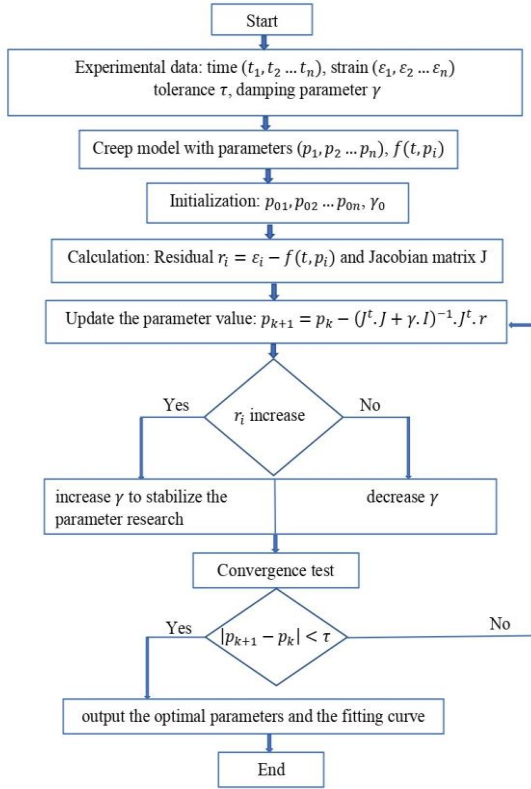 Start
Experimental data: time (t₁, t₂ … tₙ), strain (ε₁, ε₂ … εₙ)
tolerance τ, damping parameter γ
Creep model with parameters (p₁, p₂ … pₙ), f(t, pᵢ)
Initialization: p₀₁, p₀₂ … p₀ₙ, γ₀
Calculation: Residual rᵢ = εᵢ − f(t, pᵢ) and Jacobian matrix J
Update the parameter value: pₖ₊₁ = pₖ − (Jᵗ. J + γ. I)⁻¹. Jᵗ. r
Yes
rᵢ increase
No
increase γ to stabilize the
parameter research
decrease γ
Convergence test
Yes
|pₖ₊₁ − pₖ| < τ
No
output the optimal parameters and the fitting curve
End